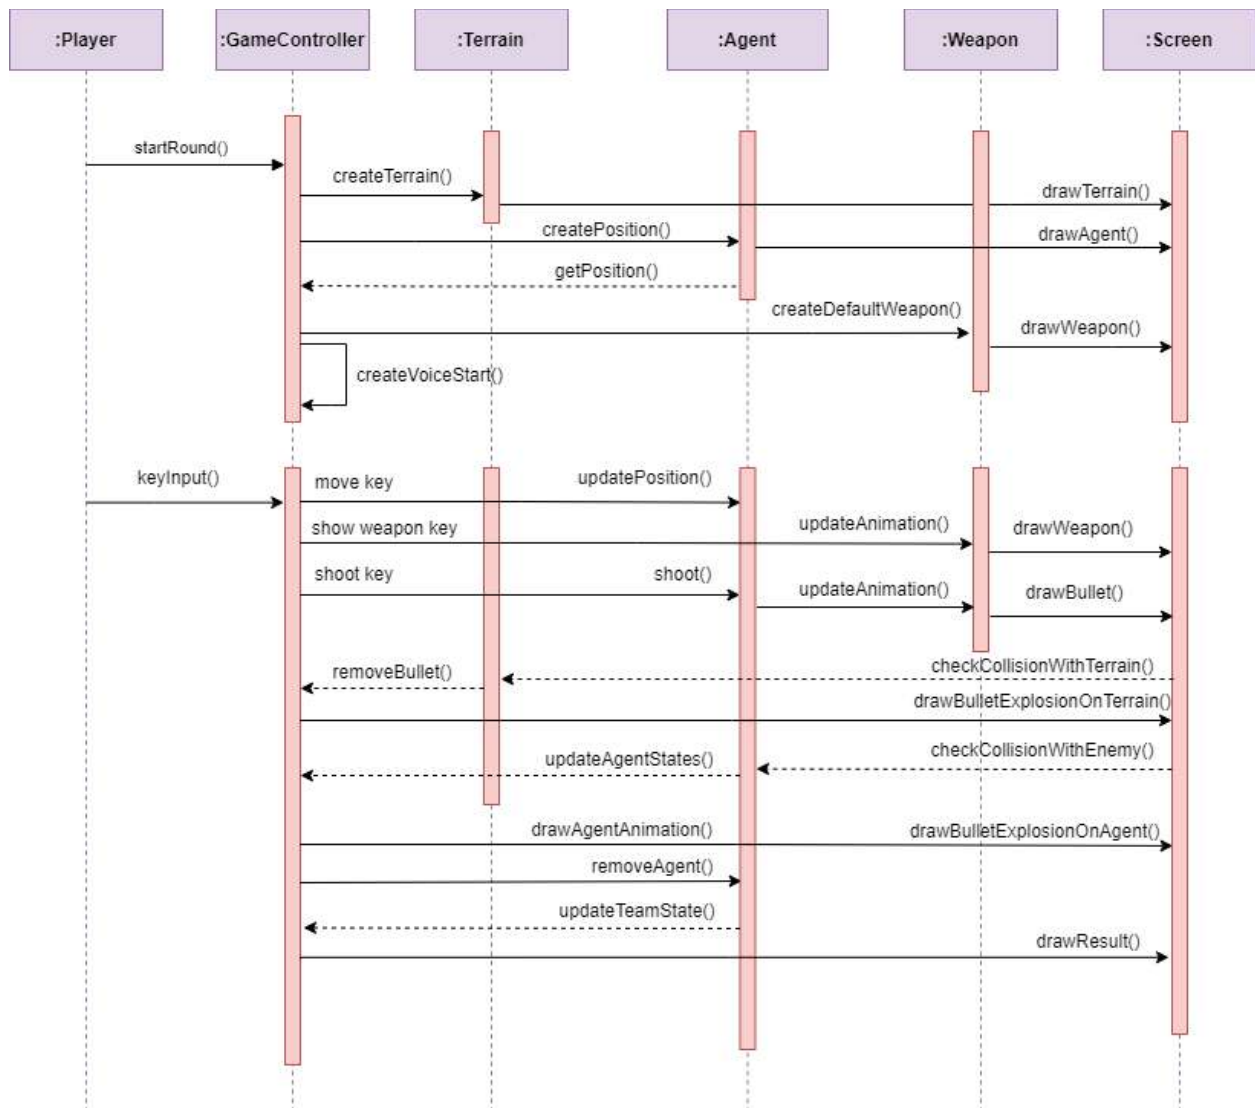 :Player
:GameController
:Terrain
:Agent
:Weapon
:Screen
startRound()
createTerrain()
drawTerrain()
createPosition()
drawAgent()
getPosition()
createDefaultWeapon()
drawWeapon()
createVoiceStart()
keyInput()
move key
updatePosition()
show weapon key
updateAnimation()
drawWeapon()
shoot key
shoot()
updateAnimation()
drawBullet()
removeBullet()
checkCollisionWithTerrain()
drawBulletExplosionOnTerrain()
updateAgentStates()
checkCollisionWithEnemy()
drawAgentAnimation()
drawBulletExplosionOnAgent()
removeAgent()
updateTeamState()
drawResult()